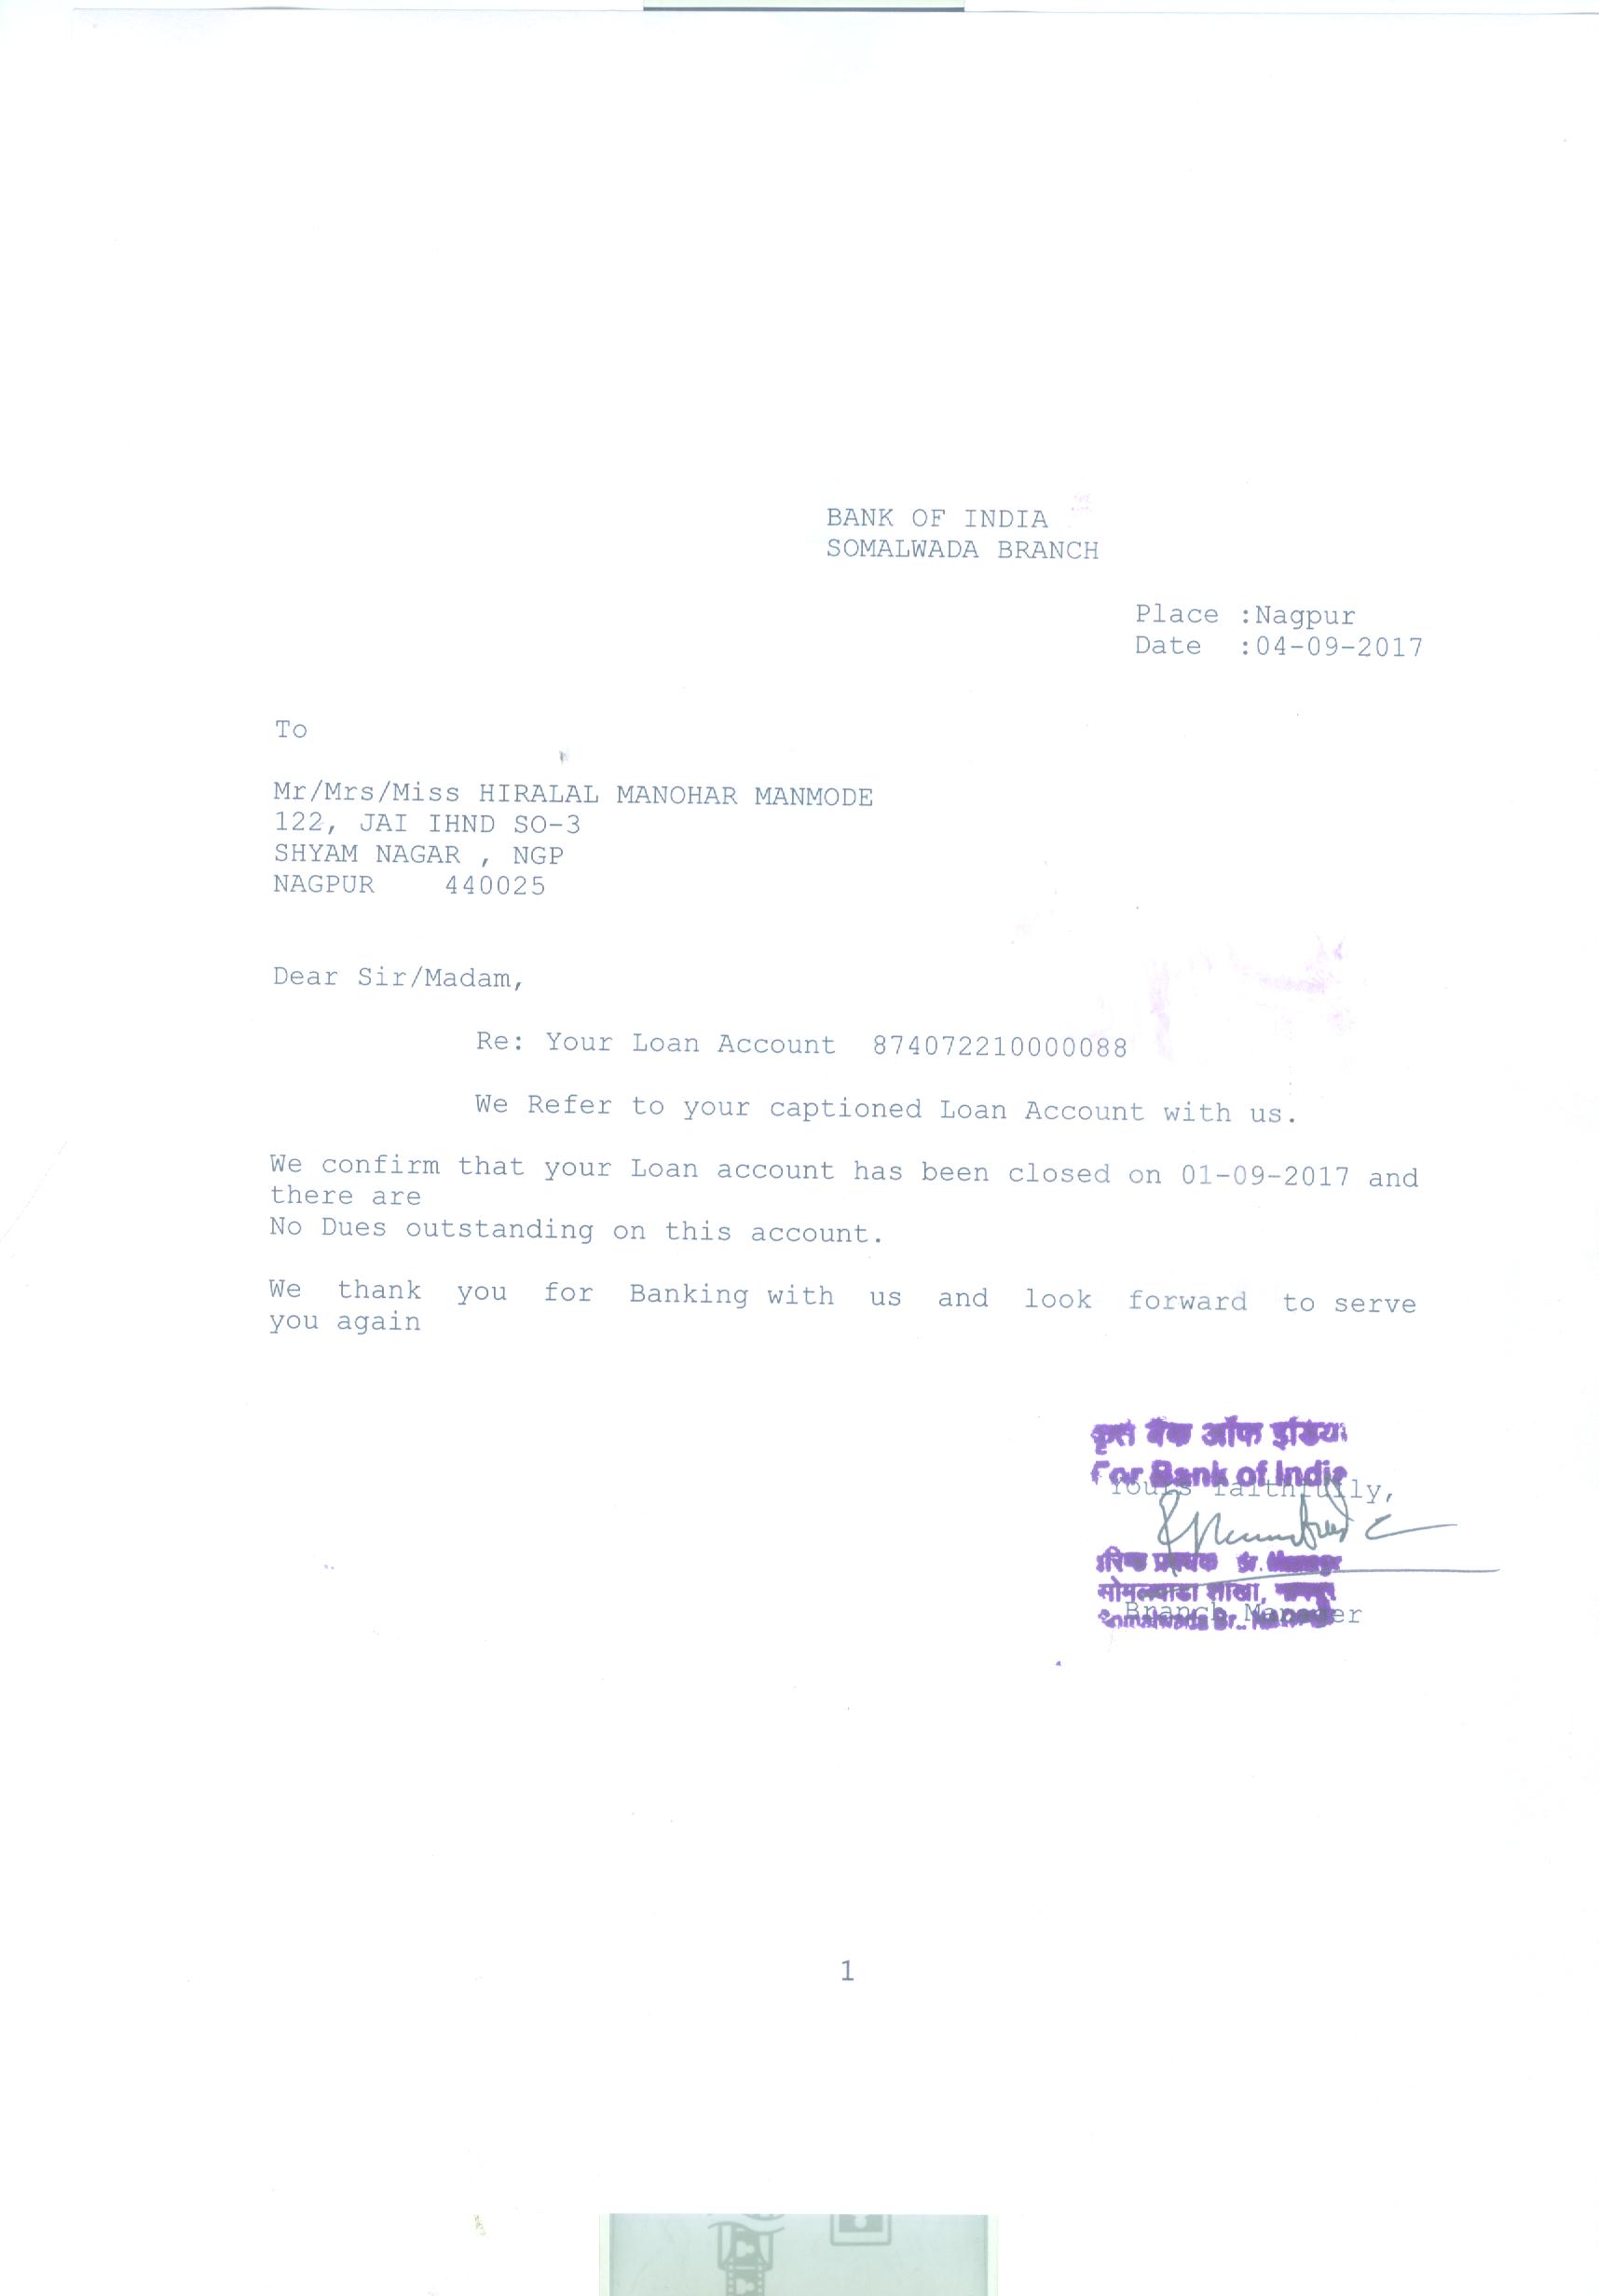 BANK OF INDIA
SOMALWADA BRANCH
Place :Nagpur
Date :04-09-2017
To
Mr/Mrs/Miss HIRALAL MANOHAR MANMODE
122, JAI IHND SO-3
SHYAM NAGAR , NGP
NAGPUR 440025
Dear Sir/Madam,
Re: Your Loan Account 874072210000088
We Refer to your captioned Loan Account with us.
We confirm that your Loan account has been closed on 01-09-2017 and
there are
No Dues outstanding on this account.
We thank you for Banking with us and look forward to serve
you again
कृते बैंक ऑफ इंडिया
For Bank of India
Yours faithfully,
Sr. Manager
सोमलवाडा शाखा,
Somalwada Br.
Branch Manager
1